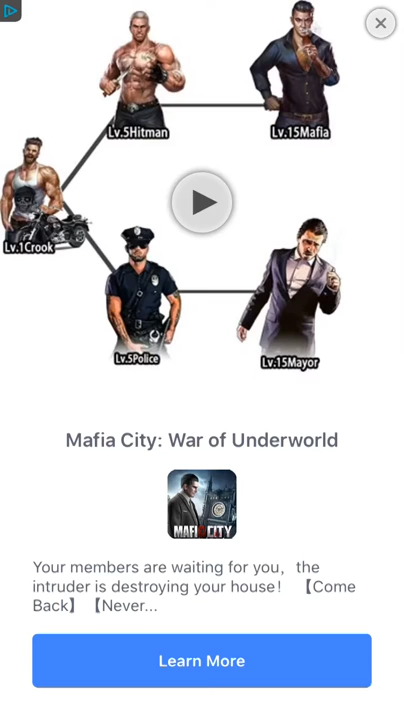 Lv.5Hitman
Lv.15Mafia
Lv.1Crook
Lv.5Police
Lv.15Mayor
Mafia City: War of Underworld
MAFIA CITY
Your members are waiting for you，the
intruder is destroying your house！ 【Come
Back】【Never...
Learn More